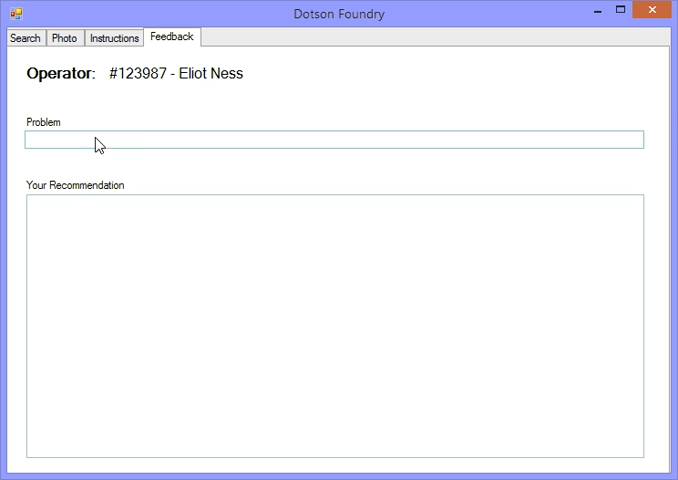 Dotson Foundry
Search Photo Instructions Feedback
Operator: #123987 - Eliot Ness
Problem
Your Recommendation